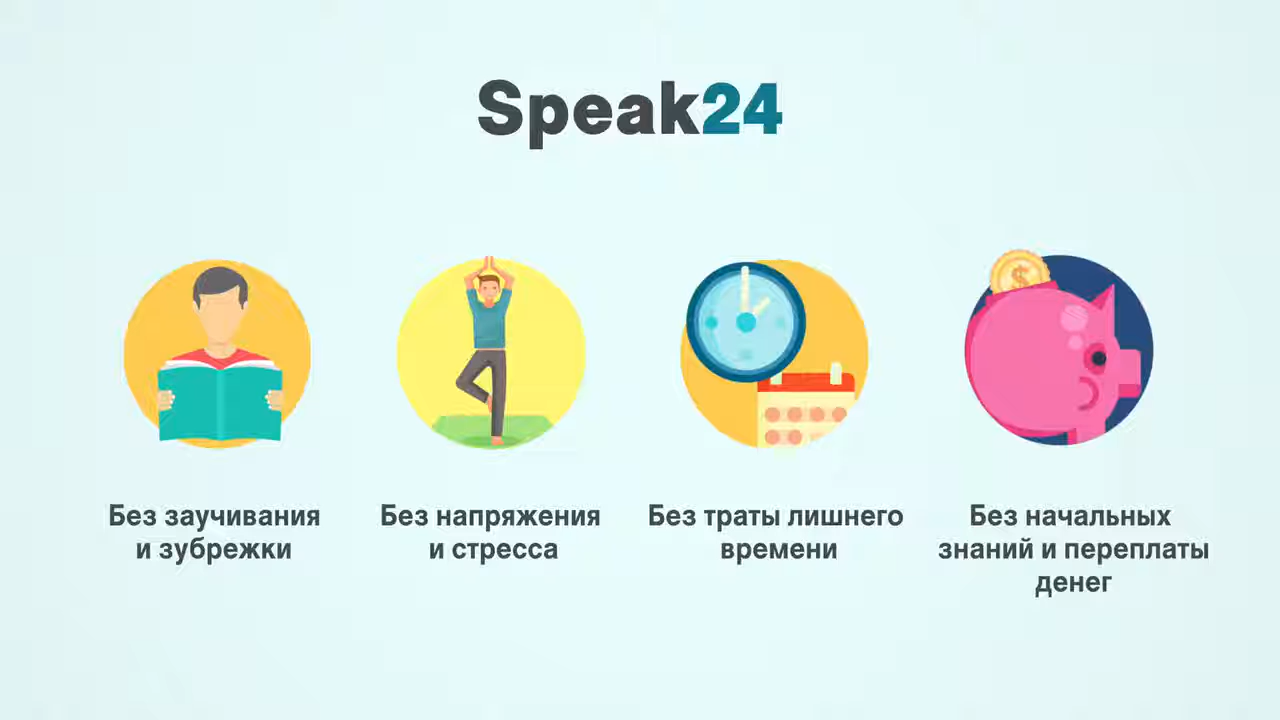 Speak24
Без заучивания
и зубрежки
Без напряжения
и стресса
Без траты лишнего
времени
Без начальных
знаний и переплаты
денег